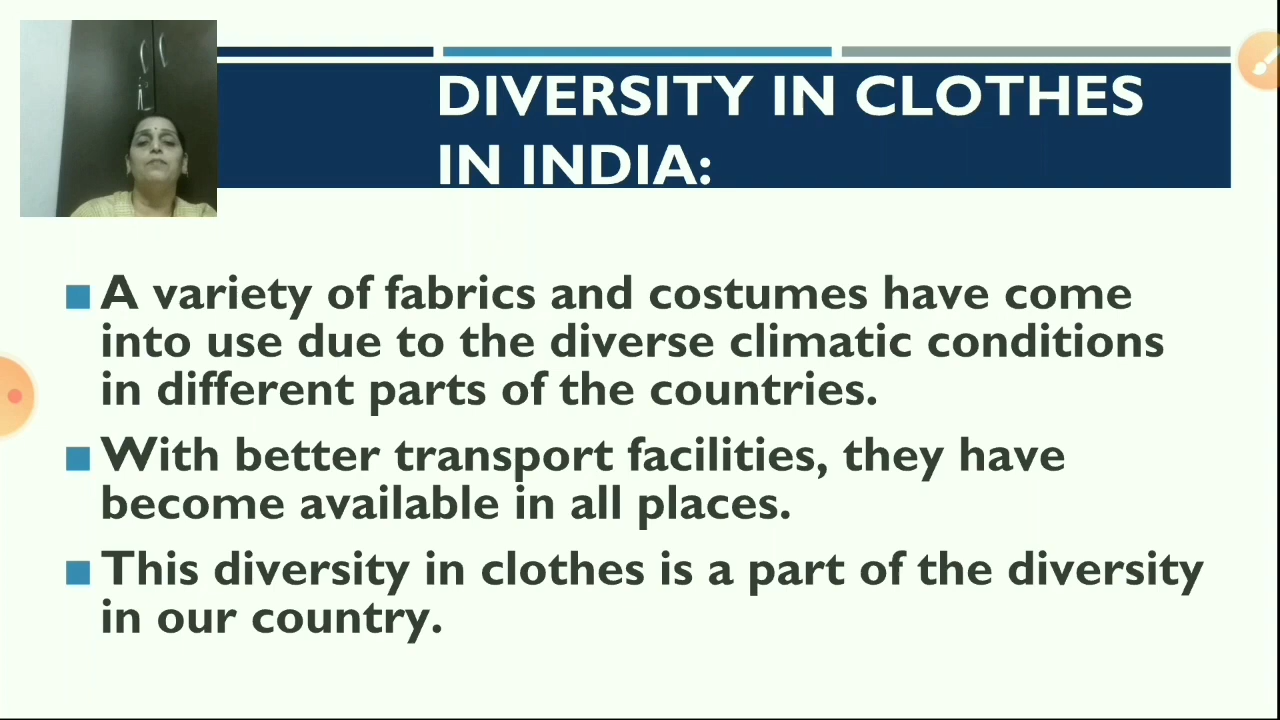 DIVERSITY IN CLOTHES
IN INDIA:
A variety of fabrics and costumes have come
into use due to the diverse climatic conditions
in different parts of the countries.
With better transport facilities, they have
become available in all places.
This diversity in clothes is a part of the diversity
in our country.